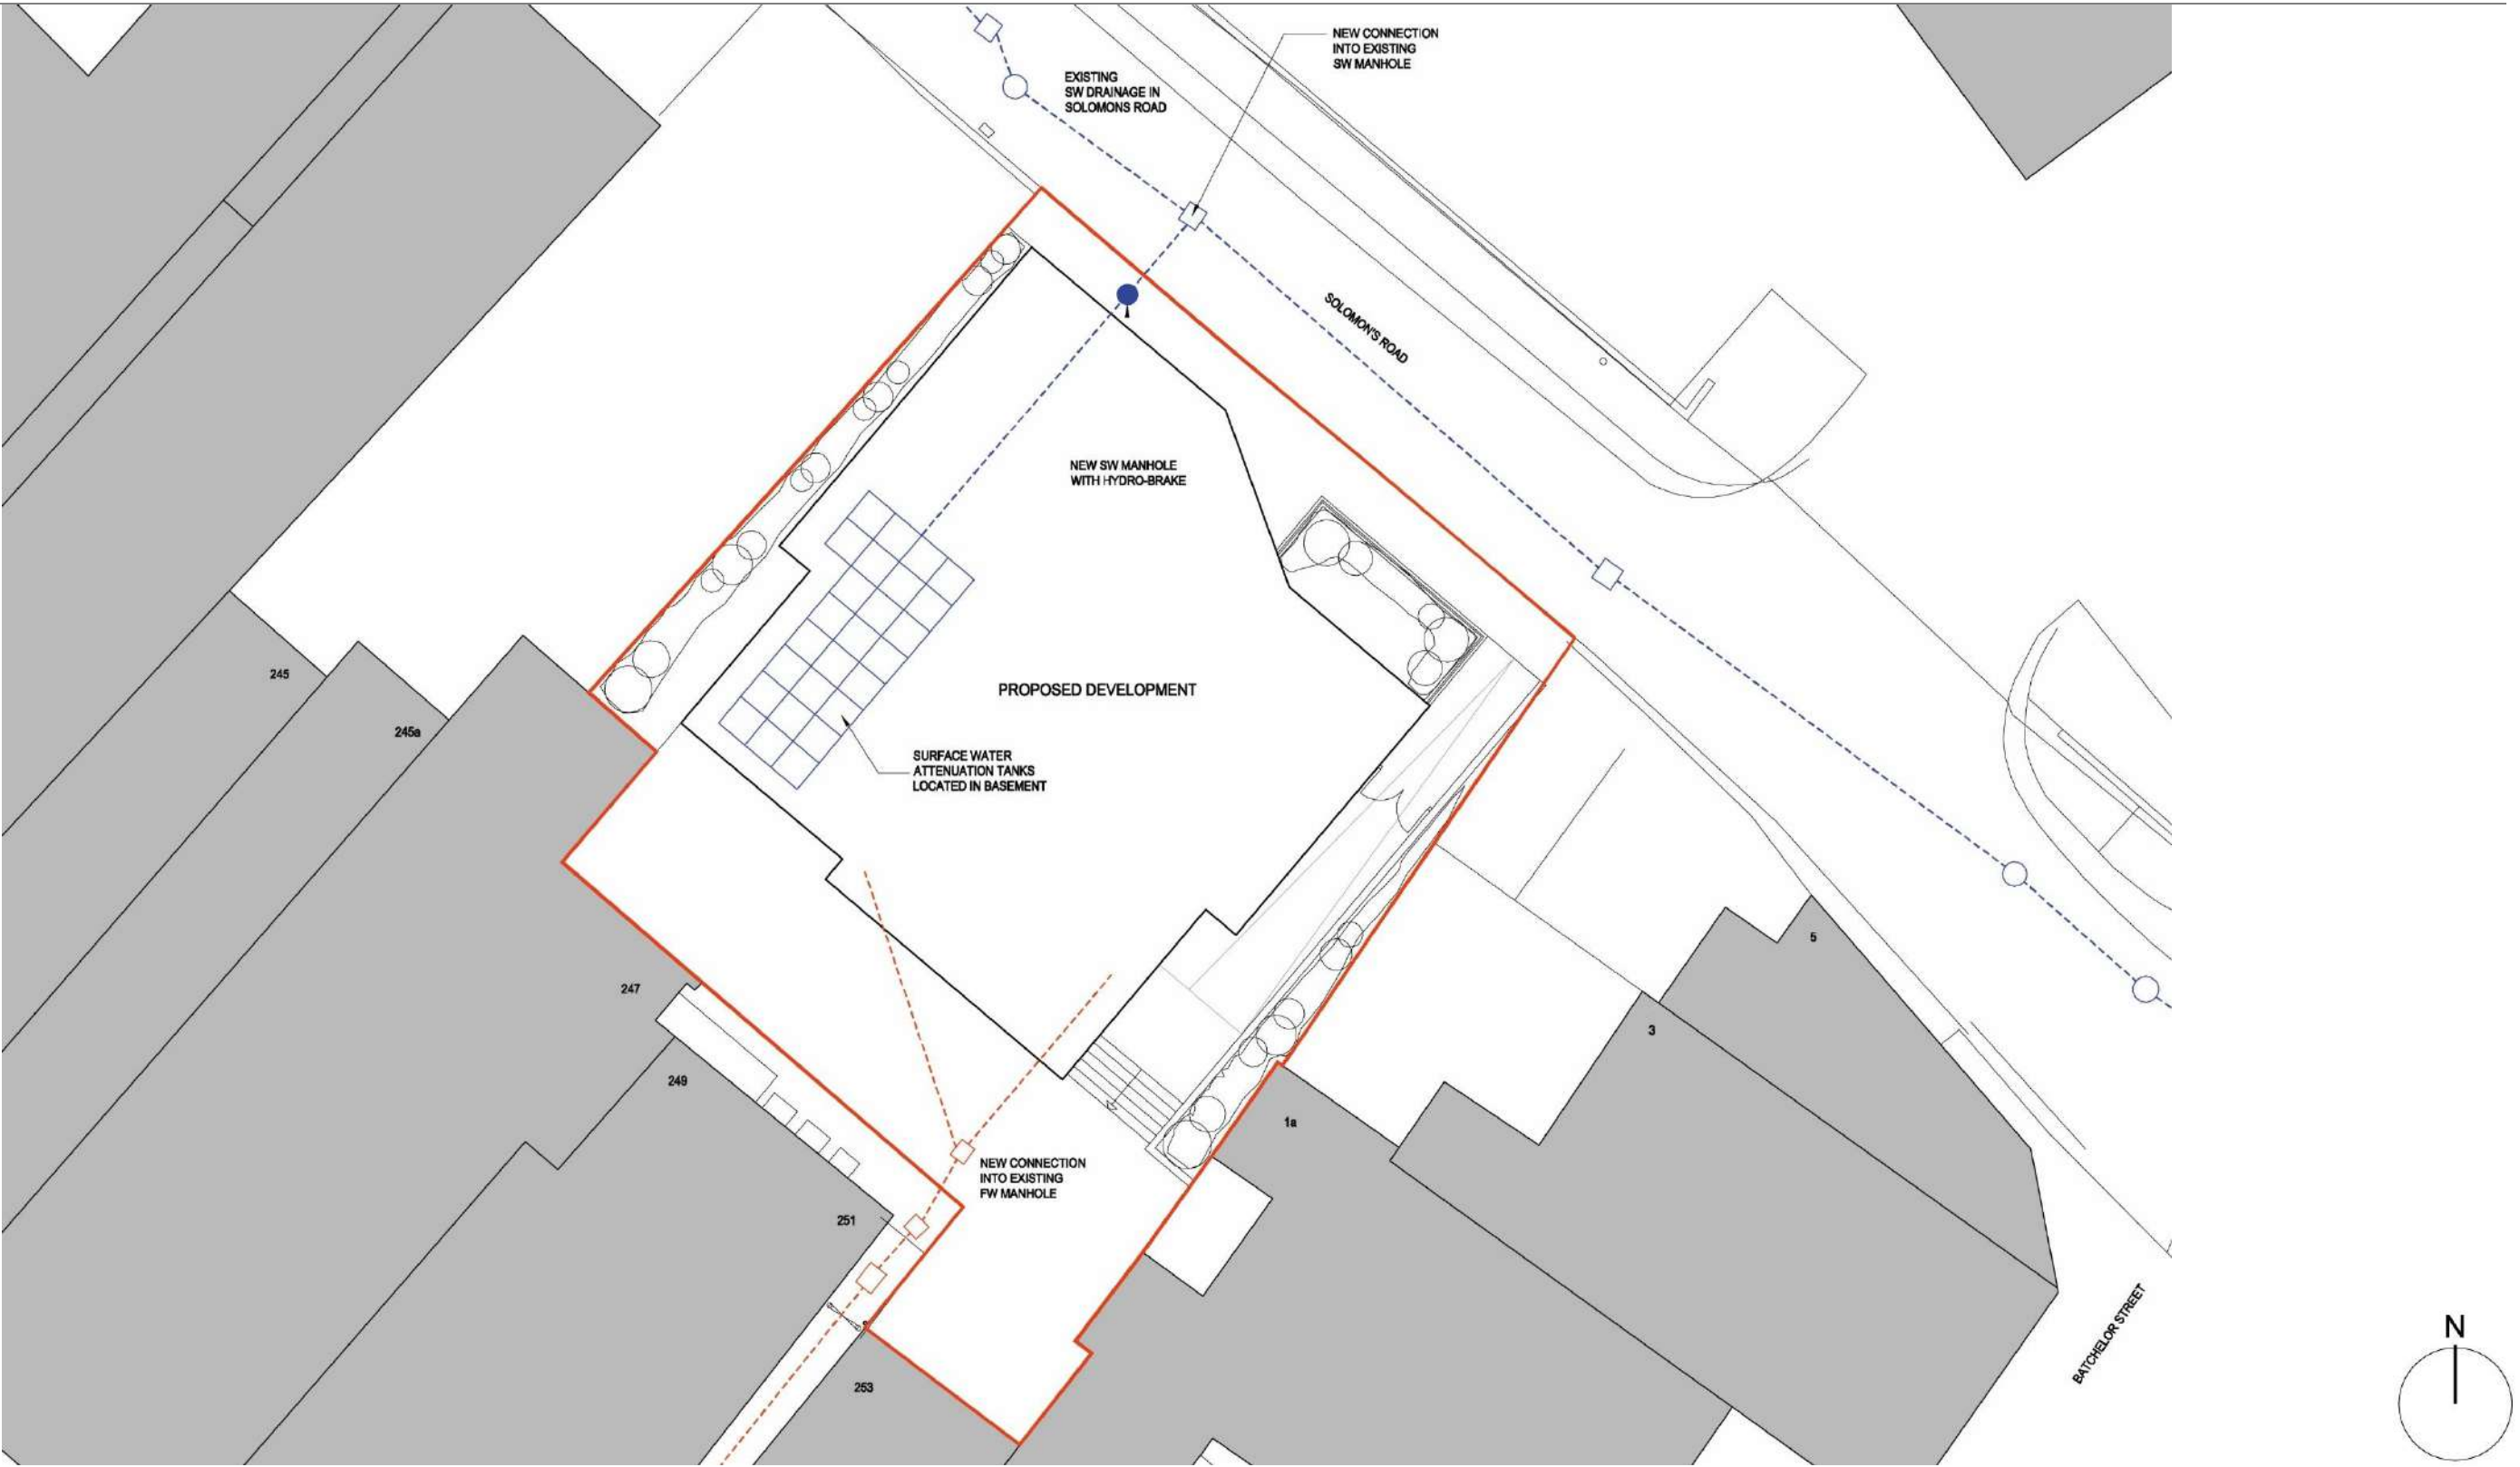 NEW CONNECTION
INTO EXISTING
SW MANHOLE
EXISTING
SW DRAINAGE IN
SOLOMONS ROAD
SOLOMON'S ROAD
NEW SW MANHOLE
WITH HYDRO-BRAKE
245
245a
PROPOSED DEVELOPMENT
SURFACE WATER
ATTENUATION TANKS
LOCATED IN BASEMENT
5
247
3
249
1a
NEW CONNECTION
INTO EXISTING
FW MANHOLE
251
253
BATCHELOR STREET
N